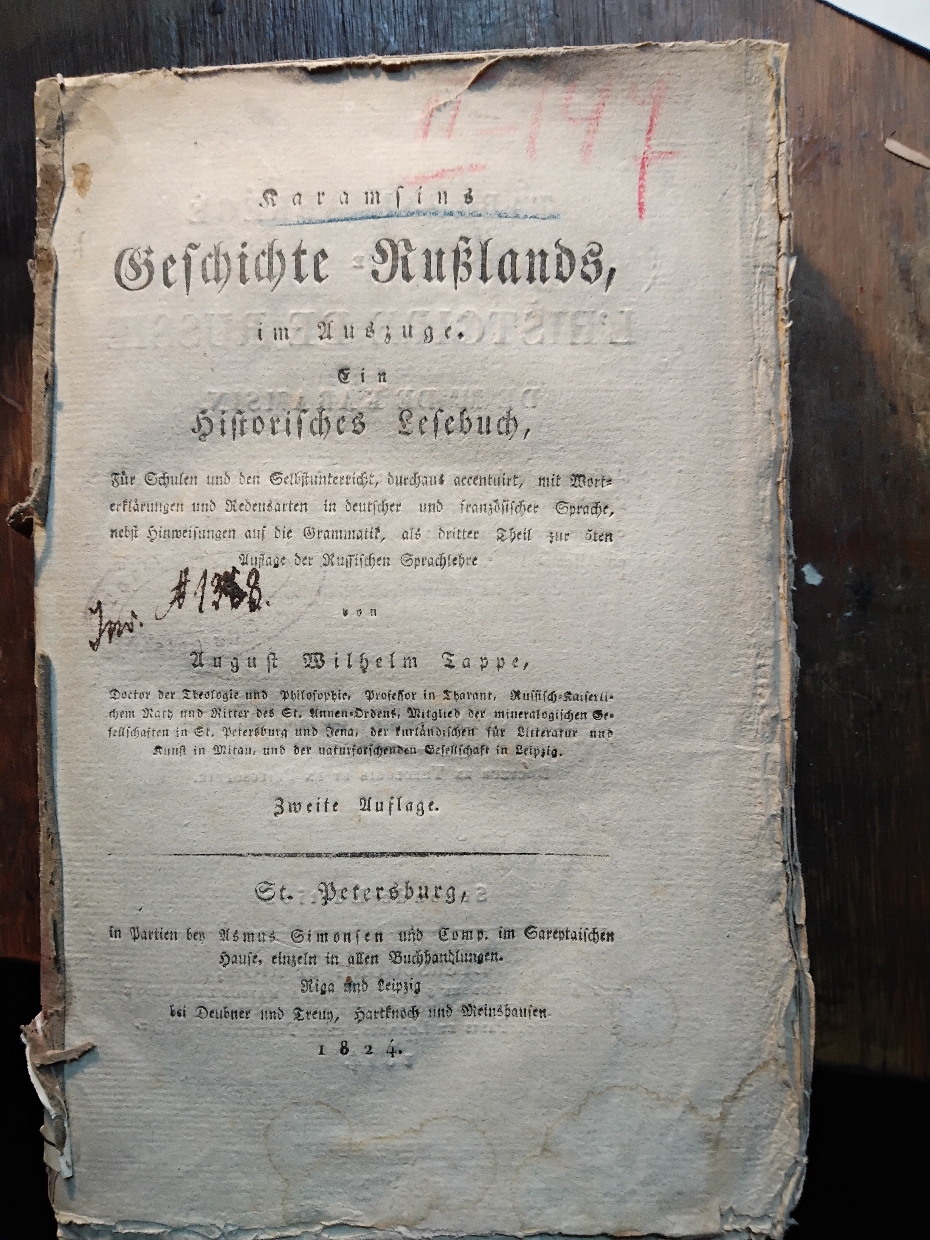 II-147
Karamsins
Geschichte Rußlands,
im Auszuge.
Ein
Historisches Lesebuch,
Für Schulen und den Selbstunterricht, durchaus accentuirt, mit Wort-
erklärungen und Redensarten in deutscher und französischer Sprache,
nebst Hinweisungen auf die Grammatik, als dritter Theil zur 5ten
Auflage der Russischen Sprachlehre
Inv.
von
August Wilhelm Tappe,
Doctor der Theologie und Philosophie, Professor in Tharant, Russisch-Kaiserli-
chem Rath und Ritter des St. Annen-Ordens, Mitglied der mineralogischen Ge-
sellschaften in St. Petersburg und Jena, der kurländischen für Litteratur und
Kunst in Mitau, und der naturforschenden Gesellschaft in Leipzig.
Zweite Auflage.
St. Petersburg,
in Partien bey Asmus Simonsen und Comp. im Sareptaischen
Hause, einzeln in allen Buchhandlungen.
Riga und Leipzig
bei Deubner und Treuy, Hartknoch und Meinshausen
1824.